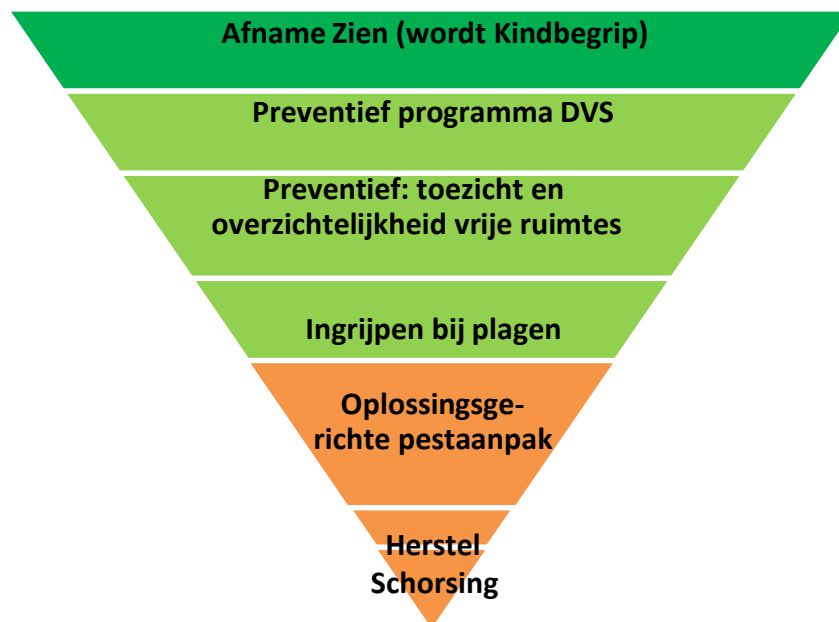 Afname Zien (wordt Kindbegrip)
Preventief programma DVS
Preventief: toezicht en
overzichtelijkheid vrije ruimtes
Ingrijpen bij plagen
Oplossingsge-
richte pestaanpak
Herstel
Schorsing